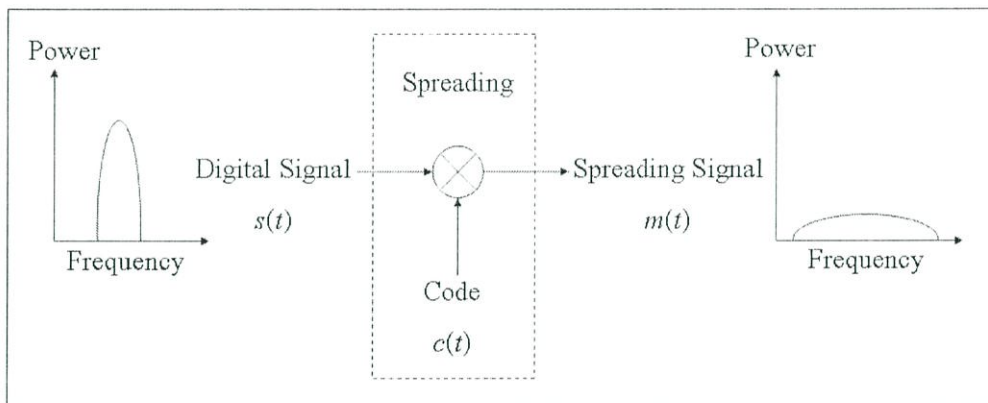 Power
Frequency
Digital Signal
s(t)
Spreading
Code
c(t)
Spreading Signal
m(t)
Power
Frequency